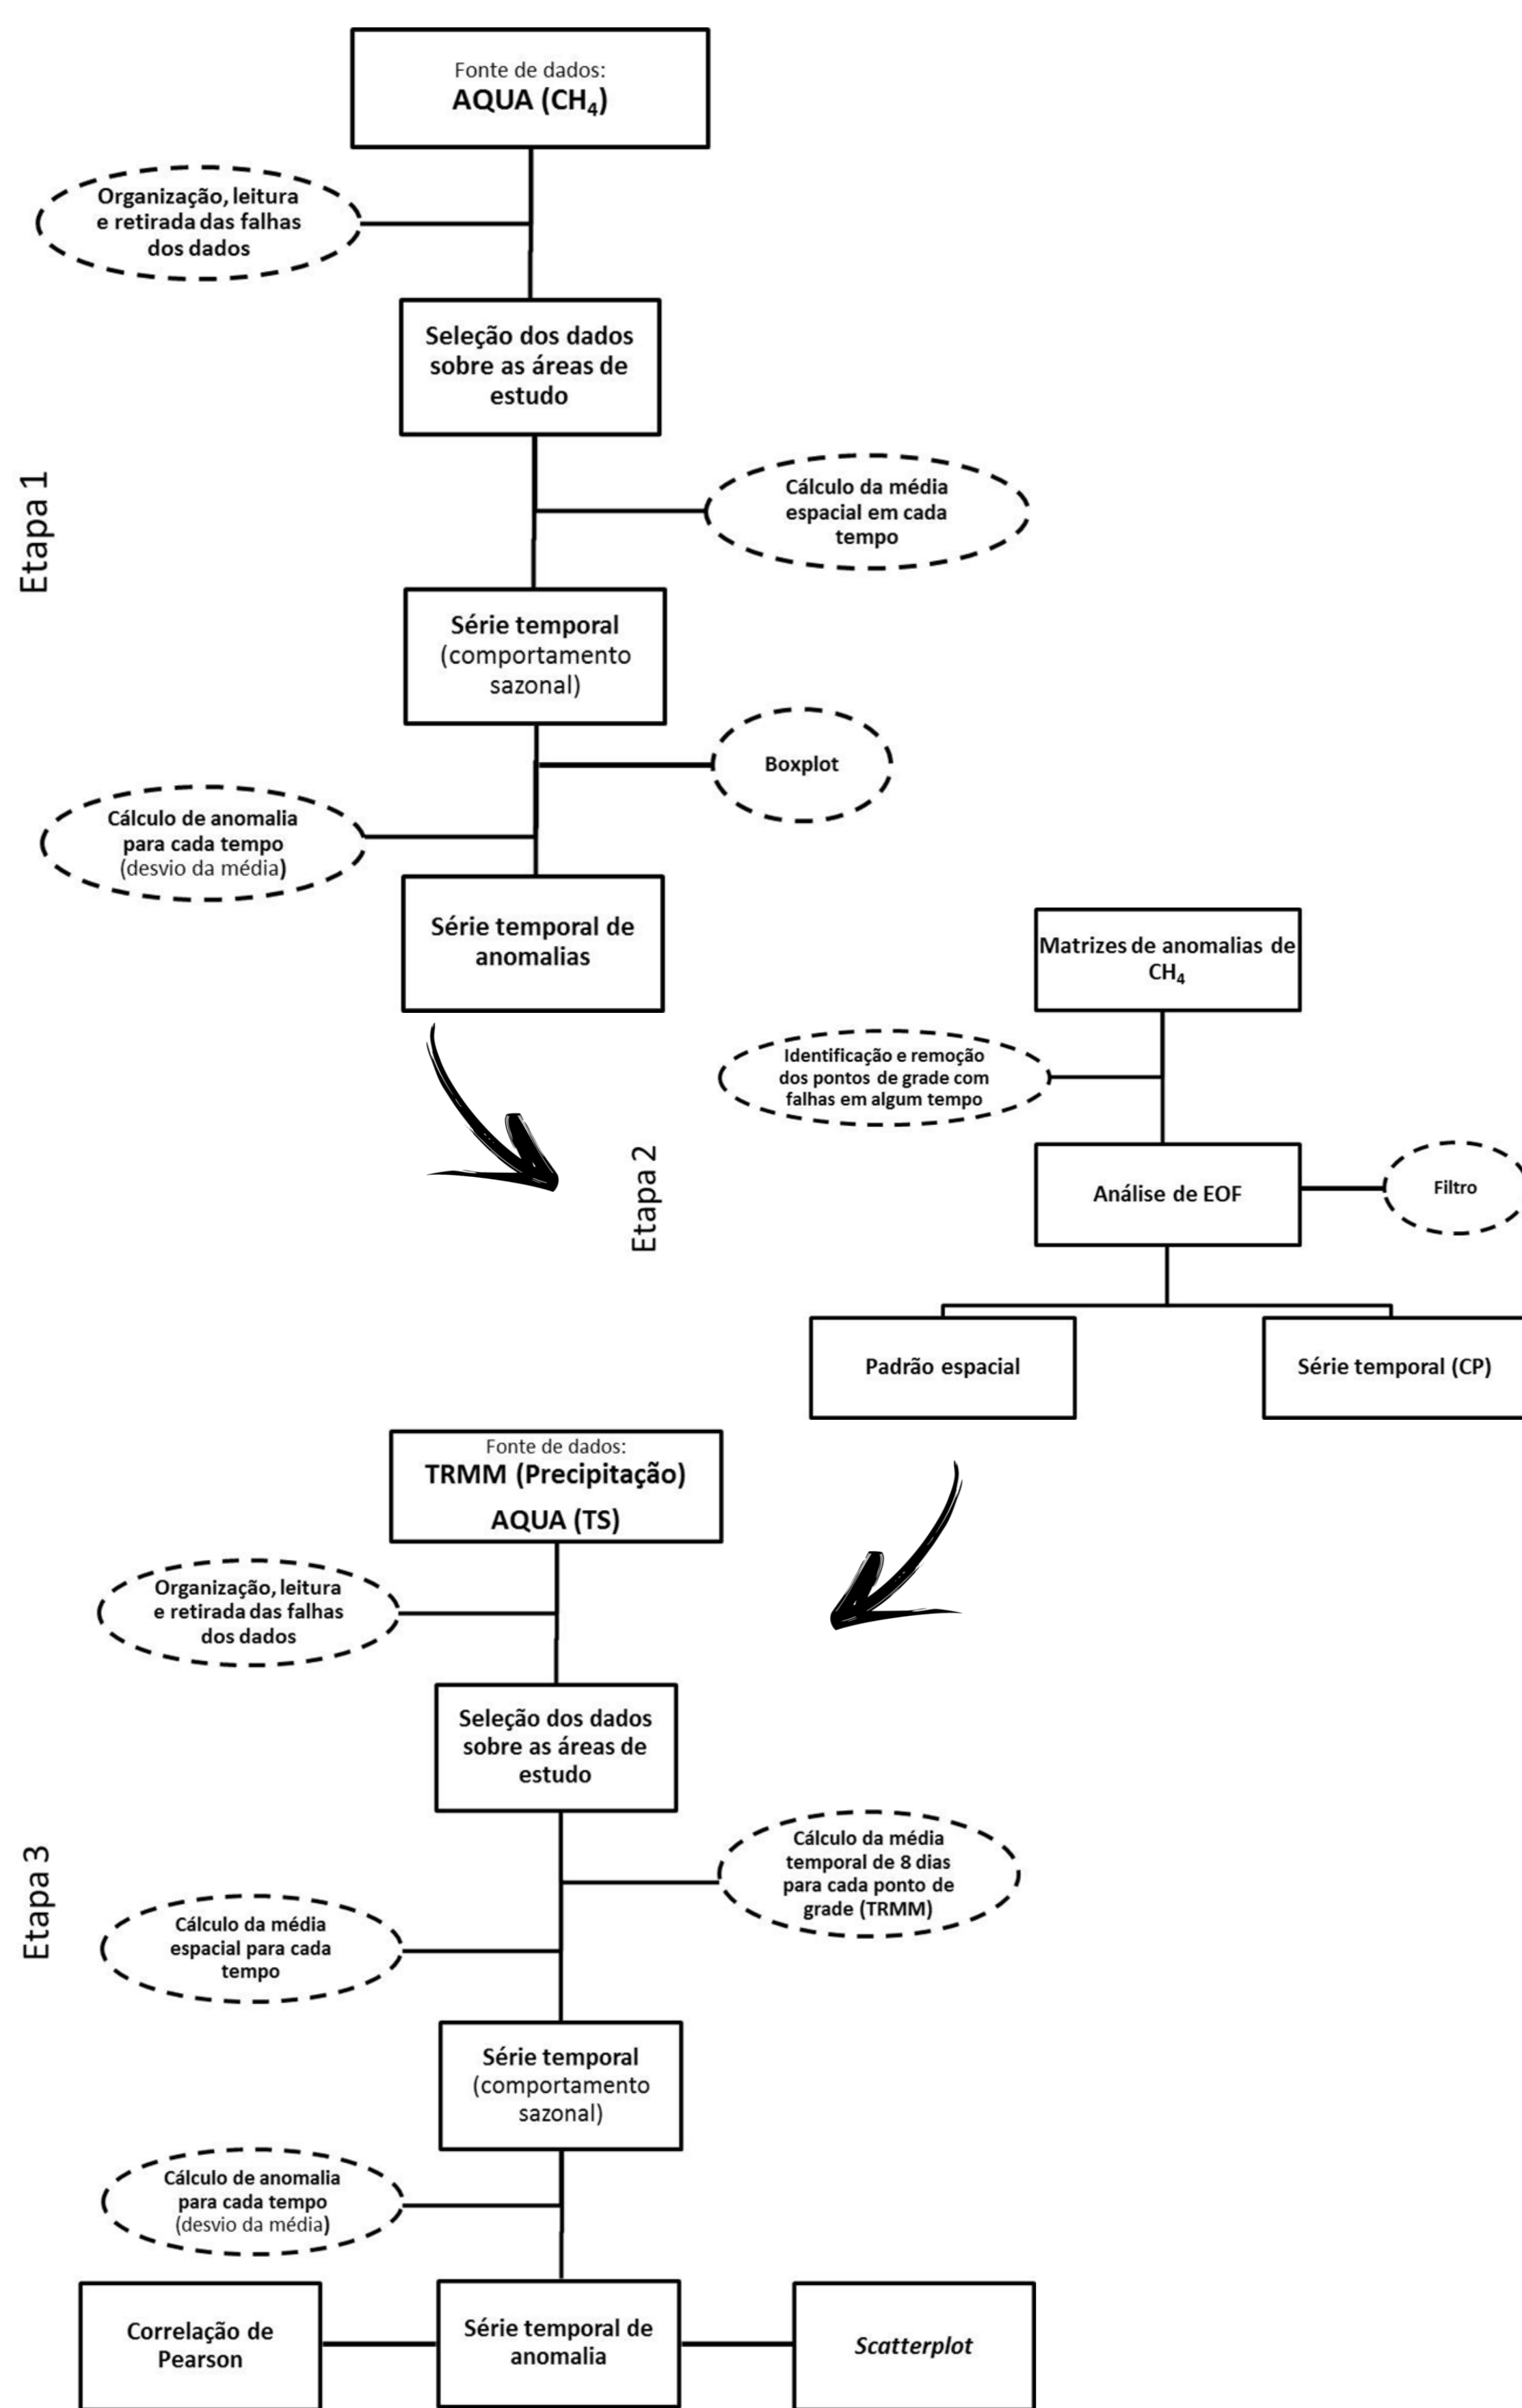 Fonte de dados:
AQUA (CH₄)
Organização, leitura
e retirada das falhas
dos dados
Seleção dos dados
sobre as áreas de
estudo
Etapa 1
Cálculo da média
espacial em cada
tempo
Série temporal
(comportamento
sazonal)
Boxplot
Cálculo de anomalia
para cada tempo
(desvio da média)
Série temporal de
anomalias
Matrizes de anomalias de
CH₄
Identificação e remoção
dos pontos de grade com
falhas em algum tempo
Etapa 2
Análise de EOF
Filtro
Padrão espacial
Série temporal (CP)
Fonte de dados:
TRMM (Precipitação)
AQUA (TS)
Organização, leitura
e retirada das falhas
dos dados
Seleção dos dados
sobre as áreas de
estudo
Etapa 3
Cálculo da média
temporal de 8 dias
para cada ponto de
grade (TRMM)
Cálculo da média
espacial para cada
tempo
Série temporal
(comportamento
sazonal)
Cálculo de anomalia
para cada tempo
(desvio da média)
Correlação de
Pearson
Série temporal de
anomalia
Scatterplot